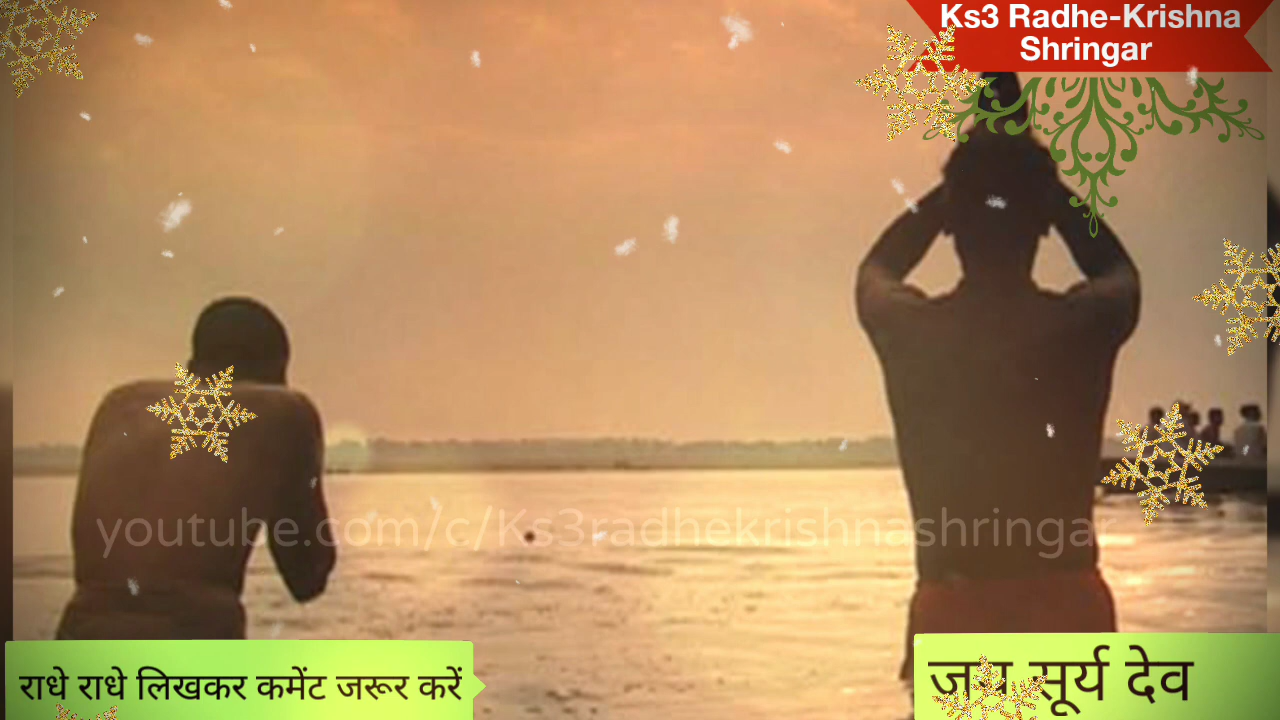 Ks3 Radhe-Krishna
Shringar
youtube.com/c/Ks3radhekrishnashringar
राधे राधे लिखकर कमेंट जरूर करें
जय सूर्य देव